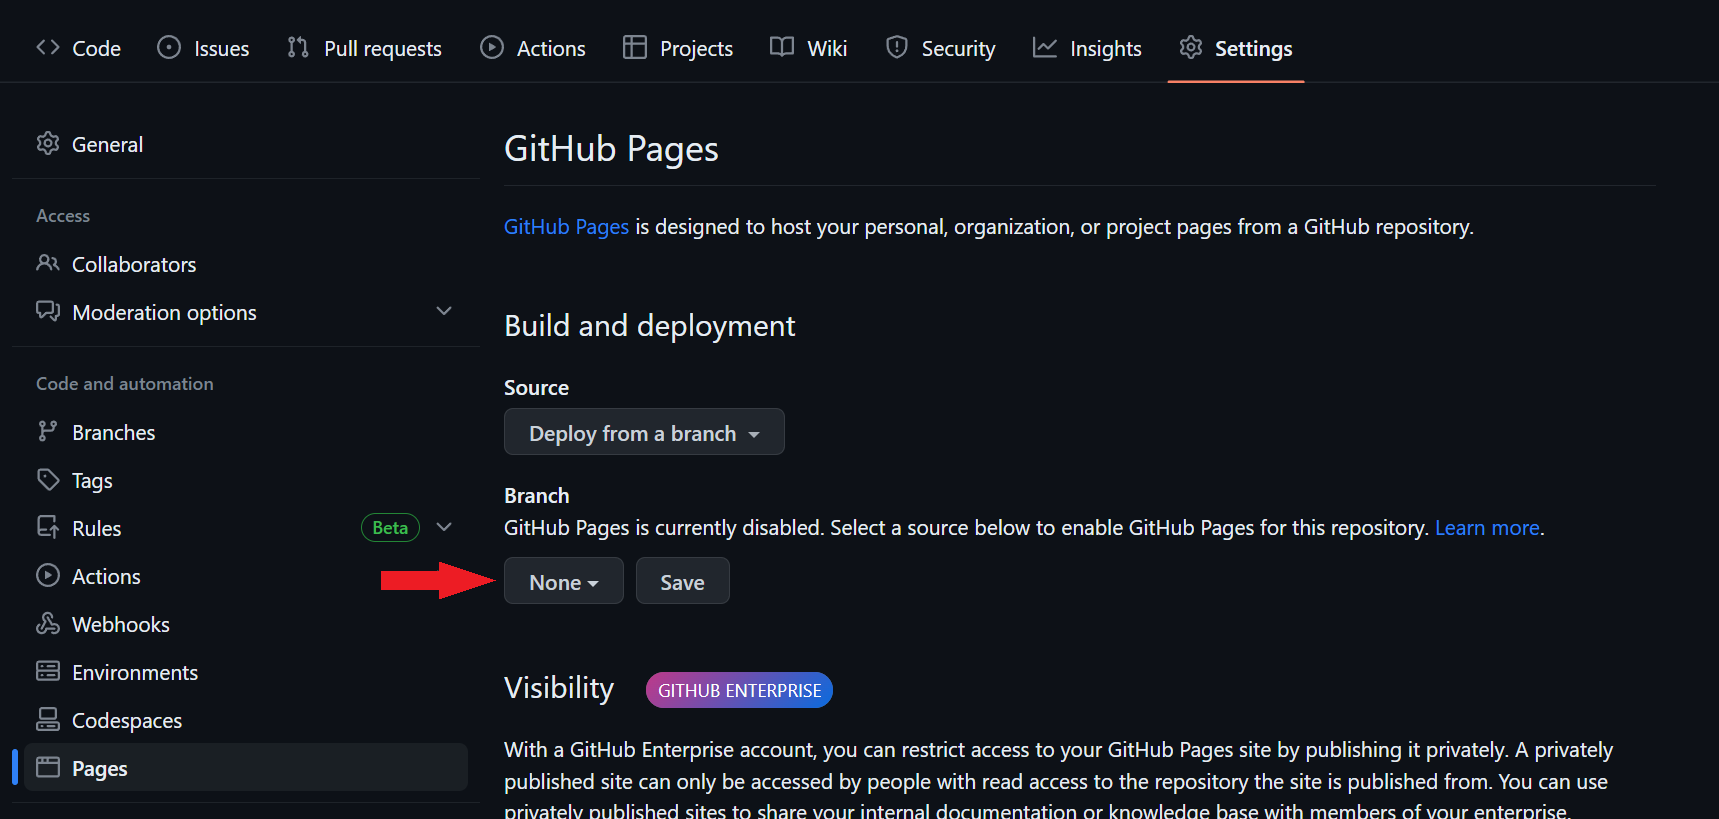 Code Issues Pull requests Actions Projects Wiki Security Insights Settings
General
Access
Collaborators
Moderation options
Code and automation
Branches
Tags
Rules Beta
Actions
Webhooks
Environments
Codespaces
Pages
GitHub Pages
GitHub Pages is designed to host your personal, organization, or project pages from a GitHub repository.
Build and deployment
Source
Deploy from a branch
Branch
GitHub Pages is currently disabled. Select a source below to enable GitHub Pages for this repository. Learn more.
None Save
Visibility GITHUB ENTERPRISE
With a GitHub Enterprise account, you can restrict access to your GitHub Pages site by publishing it privately. A privately
published site can only be accessed by people with read access to the repository the site is published from. You can use
privately published sites to share your internal documentation or knowledge base with members of your enterprise.